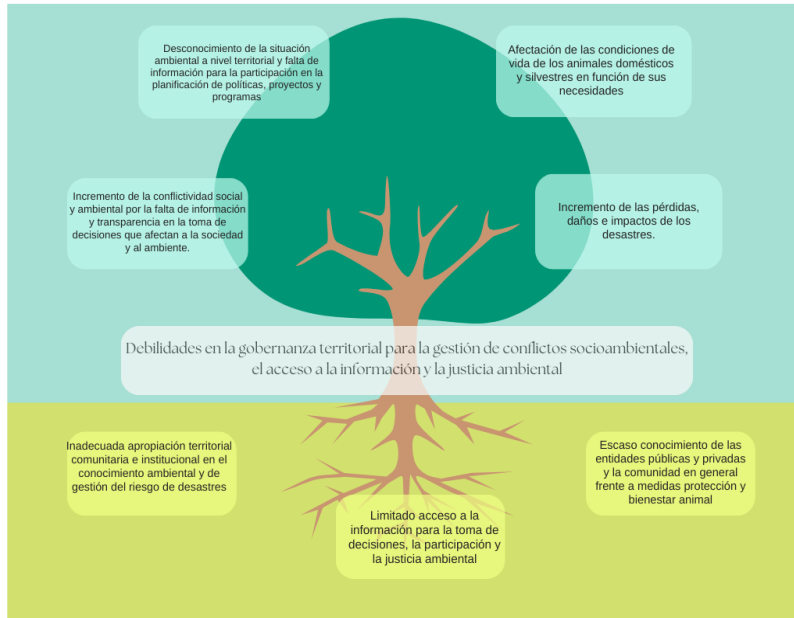 Desconocimiento de la situación
ambiental a nivel territorial y falta de
información para la participación en la
planificación de políticas, proyectos y
programas
Afectación de las condiciones de
vida de los animales domésticos
y silvestres en función de sus
necesidades
Incremento de la conflictividad social
y ambiental por la falta de información
y transparencia en la toma de
decisiones que afectan a la sociedad
y al ambiente.
Incremento de las pérdidas,
daños e impactos de los
desastres.
Debilidades en la gobernanza territorial para la gestión de conflictos socioambientales,
el acceso a la información y la justicia ambiental
Inadecuada apropiación territorial
comunitaria e institucional en el
conocimiento ambiental y de
gestión del riesgo de desastres
Limitado acceso a la
información para la toma de
decisiones, la participación y
la justicia ambiental
Escaso conocimiento de las
entidades públicas y privadas
y la comunidad en general
frente a medidas protección y
bienestar animal